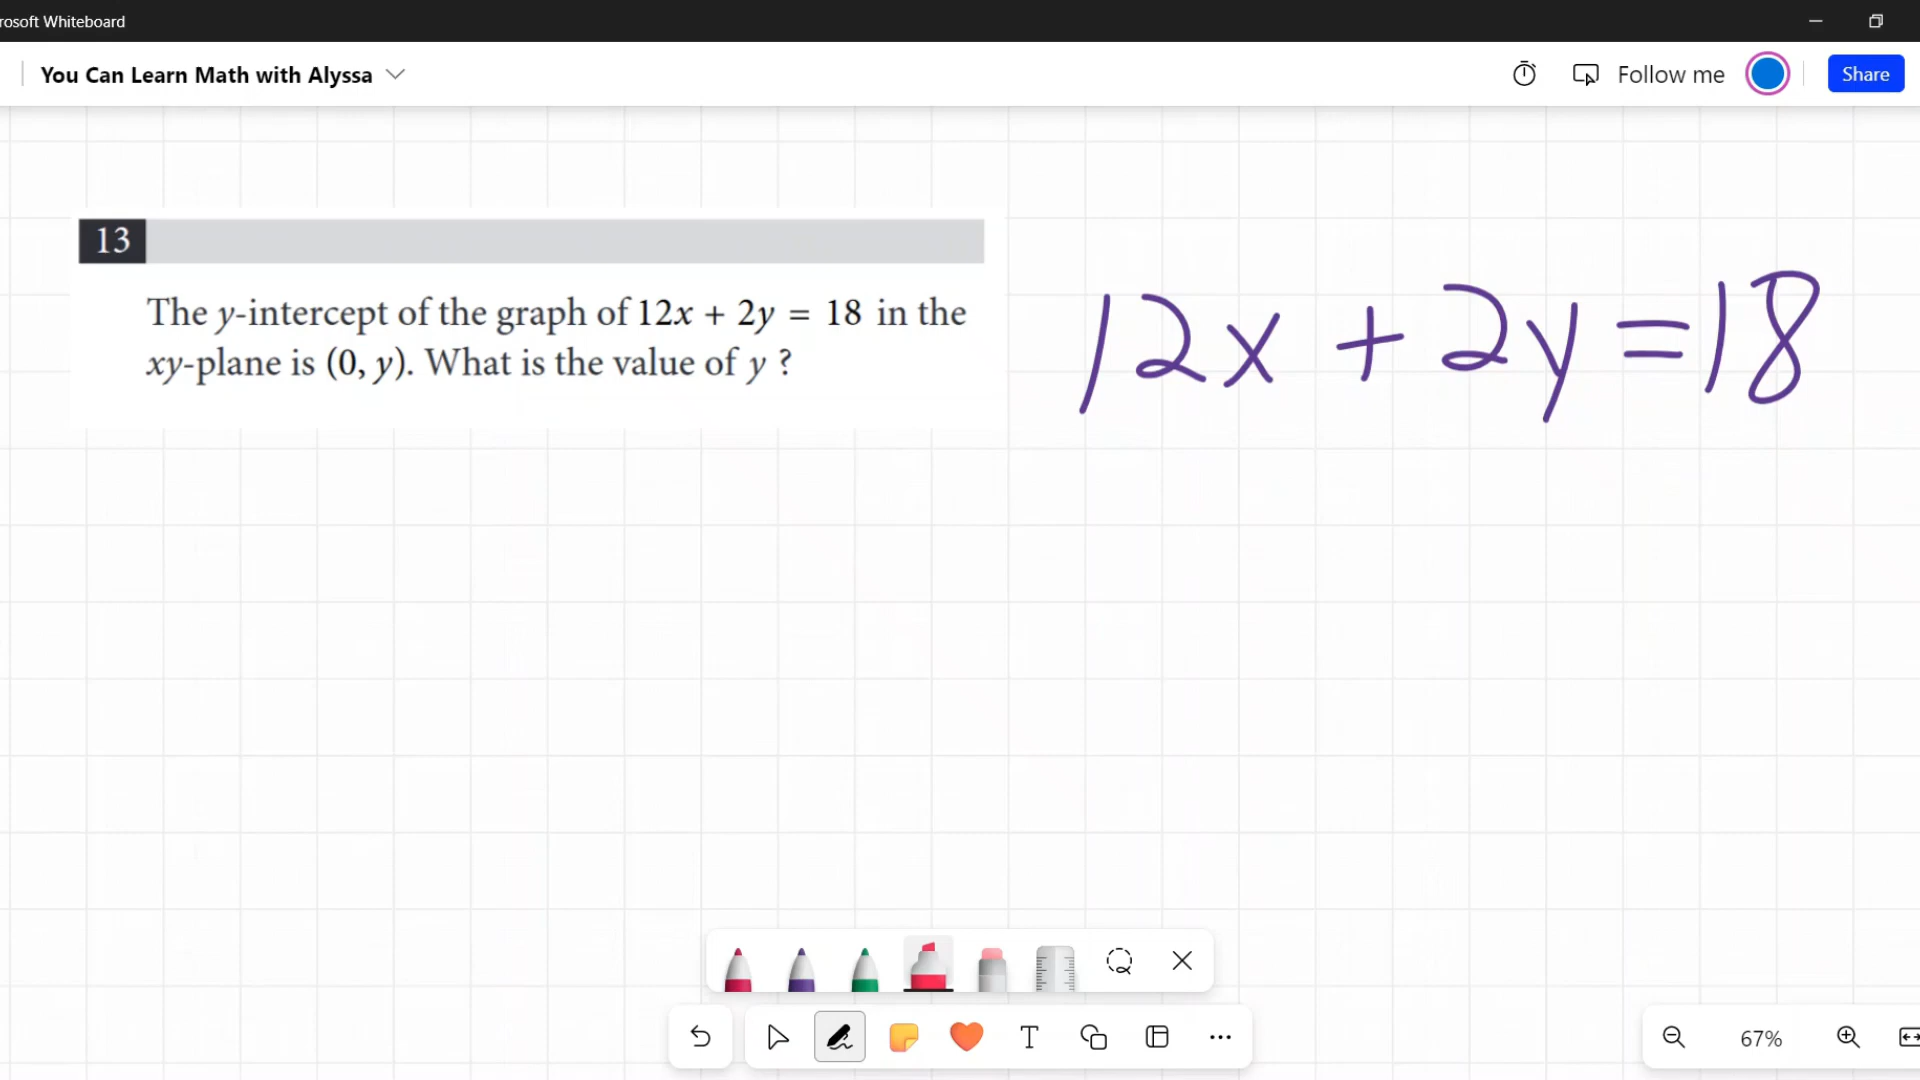 rosoft Whiteboard
You Can Learn Math with Alyssa
Follow me
Share
13
The y-intercept of the graph of 12x + 2y = 18 in the
xy-plane is (0, y). What is the value of y ?
12x + 2y = 18
T
67%